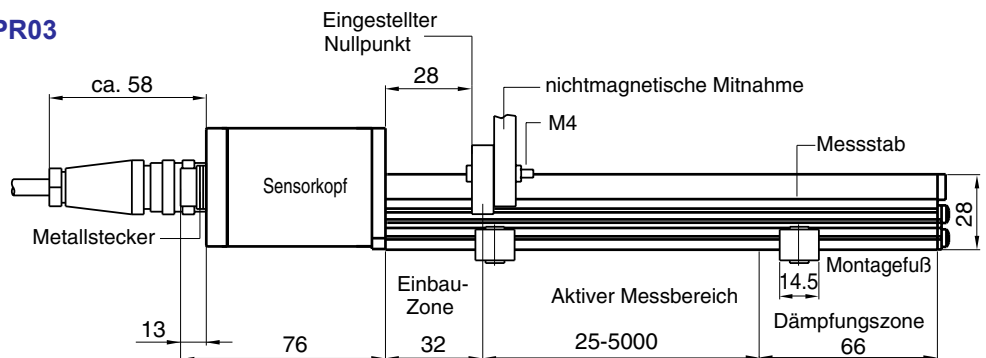 PR03
Eingestellter
Nullpunkt
ca. 58
28
nichtmagnetische Mitnahme
M4
Messstab
Sensorkopf
28
Metallstecker
Montagefuß
14.5
Einbau-
Zone
Aktiver Messbereich
Dämpfungszone
13
76
32
25-5000
66